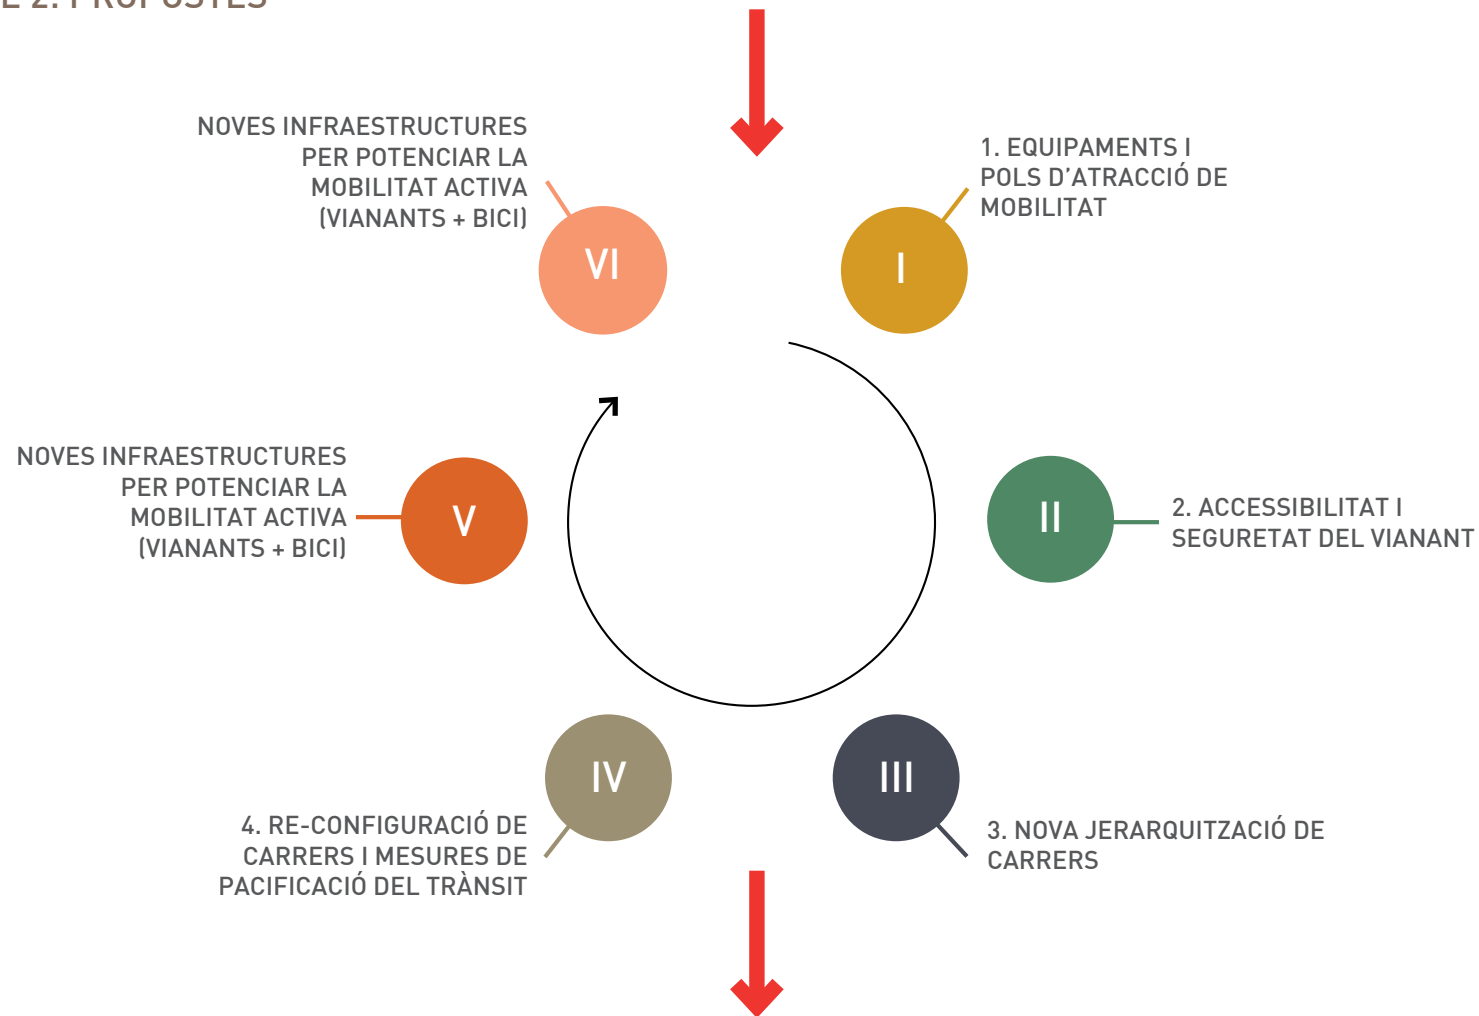 E 2. PROPOSTES
NOVES INFRAESTRUCTURES
PER POTENCIAR LA
MOBILITAT ACTIVA
(VIANANTS + BICI)
VI
1. EQUIPAMENTS I
POLS D'ATRACCIÓ DE
MOBILITAT
I
NOVES INFRAESTRUCTURES
PER POTENCIAR LA
MOBILITAT ACTIVA
(VIANANTS + BICI)
V
II
2. ACCESSIBILITAT I
SEGURETAT DEL VIANANT
IV
4. RE-CONFIGURACIÓ DE
CARRERS I MESURES DE
PACIFICACIÓ DEL TRÀNSIT
III
3. NOVA JERARQUITZACIÓ DE
CARRERS